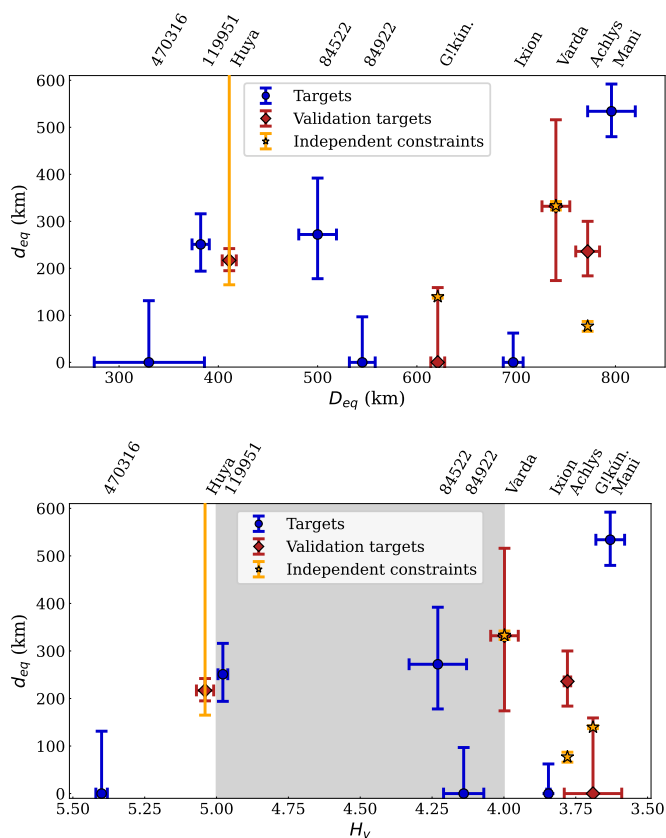 470316
119951
Huya
84522
84922
G!kún.
Ixion
Varda
Achlys
Mani
600
500
400
300
200
100
0
d_eq (km)
Targets
Validation targets
Independent constraints
300 400 500 600 700 800
D_eq (km)
470316
Huya
119951
84522
84922
Varda
Ixion
Achlys
G!kún.
Mani
600
500
400
300
200
100
0
d_eq (km)
Targets
Validation targets
Independent constraints
5.50 5.25 5.00 4.75 4.50 4.25 4.00 3.75 3.50
H_v